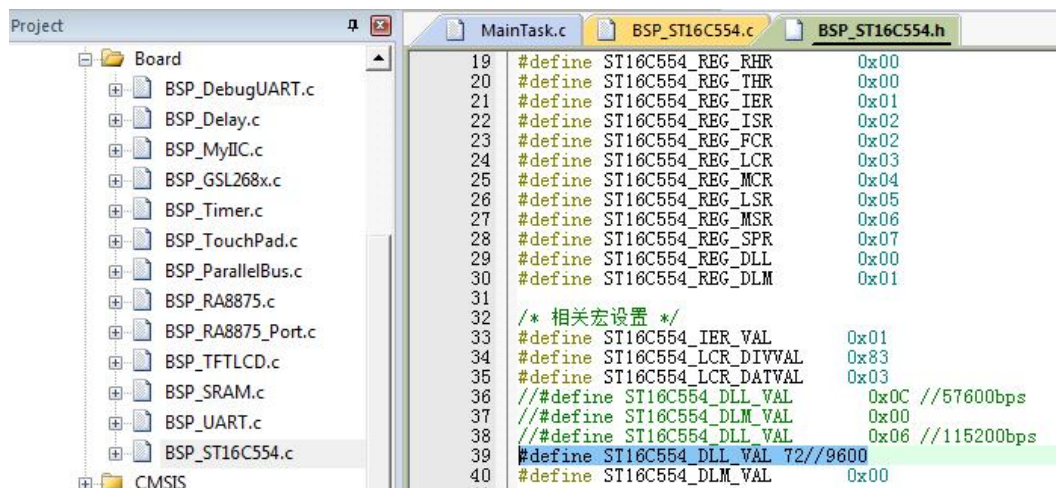 Project
Board
BSP_DebugUART.c
BSP_Delay.c
BSP_MyIIC.c
BSP_GSL268x.c
BSP_Timer.c
BSP_TouchPad.c
BSP_ParallelBus.c
BSP_RA8875.c
BSP_RA8875_Port.c
BSP_TFTLCD.c
BSP_SRAM.c
BSP_UART.c
BSP_ST16C554.c
CMSIS
MainTask.c BSP_ST16C554.c BSP_ST16C554.h
19 #define ST16C554_REG_RHR 0x00
20 #define ST16C554_REG_THR 0x00
21 #define ST16C554_REG_IER 0x01
22 #define ST16C554_REG_ISR 0x02
23 #define ST16C554_REG_FCR 0x02
24 #define ST16C554_REG_LCR 0x03
25 #define ST16C554_REG_MCR 0x04
26 #define ST16C554_REG_LSR 0x05
27 #define ST16C554_REG_MSR 0x06
28 #define ST16C554_REG_SPR 0x07
29 #define ST16C554_REG_DLL 0x00
30 #define ST16C554_REG_DLM 0x01
31
32 /* 相关宏设置 */
33 #define ST16C554_IER_VAL 0x01
34 #define ST16C554_LCR_DIVVAL 0x83
35 #define ST16C554_LCR_DATVAL 0x03
36 //#define ST16C554_DLL_VAL 0x0C //57600bps
37 //#define ST16C554_DLM_VAL 0x00
38 //#define ST16C554_DLL_VAL 0x06 //115200bps
39 #define ST16C554_DLL_VAL 72//9600
40 #define ST16C554_DLM_VAL 0x00